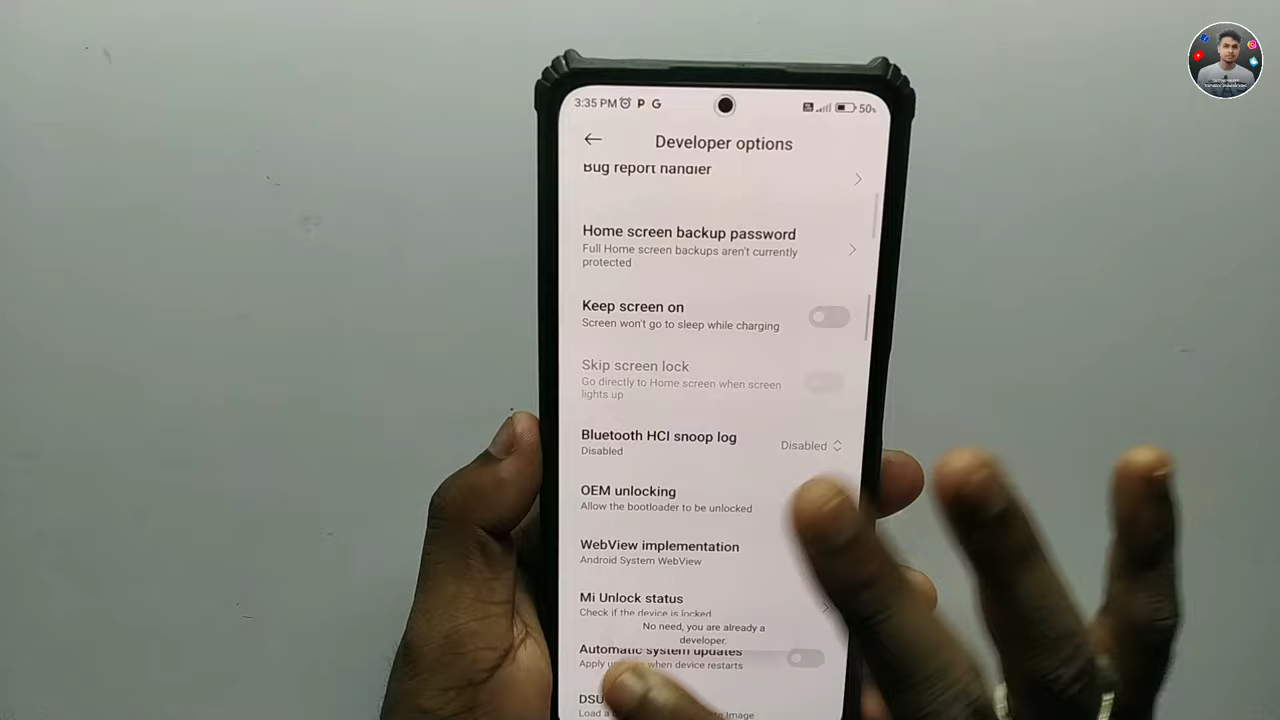 3:35 PM P G 50%
Developer options
Bug report handler
Home screen backup password
Full Home screen backups aren't currently
protected
Keep screen on
Screen won't go to sleep while charging
Skip screen lock
Go directly to Home screen when screen
lights up
Bluetooth HCI snoop log
Disabled
Disabled
OEM unlocking
Allow the bootloader to be unlocked
WebView implementation
Android System WebView
Mi Unlock status
Check if the device is locked
No need, you are already a
developer.
Automatic system updates
Apply when device restarts
DSU
Load a Image